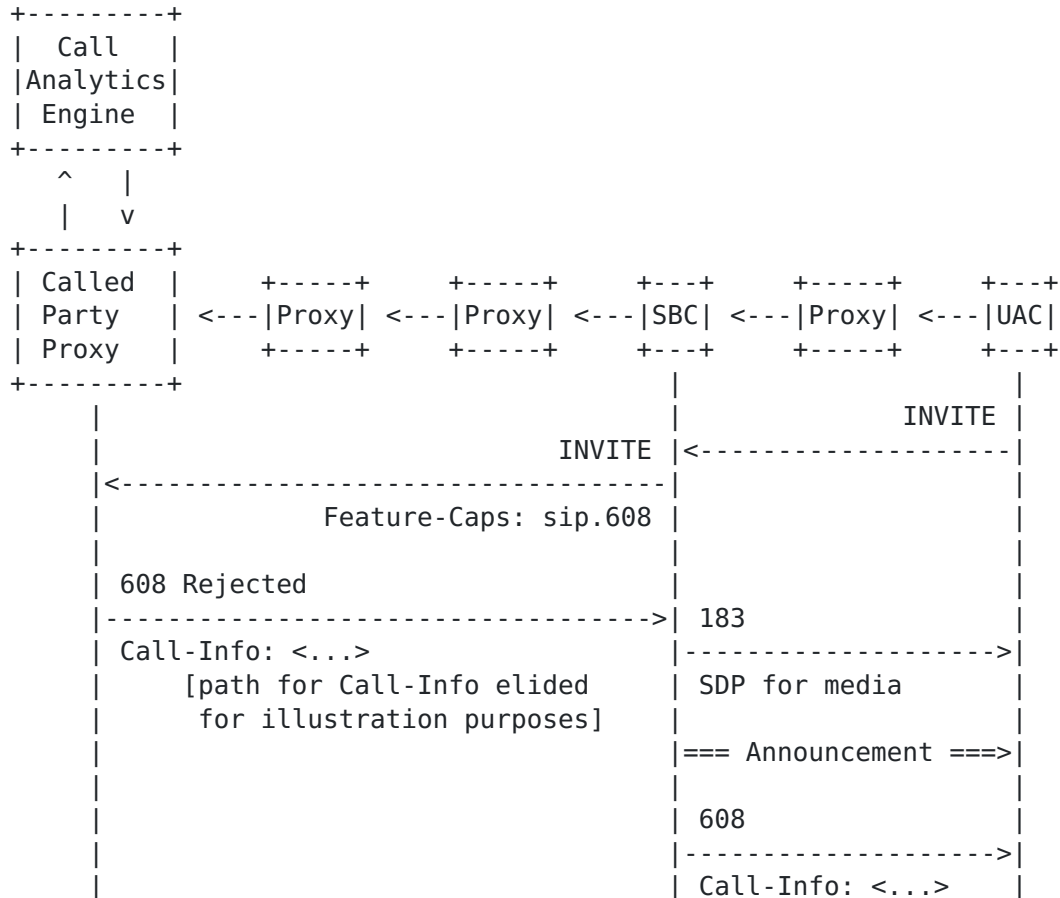 +---------+
|  Call   |
|Analytics|
| Engine  |
+---------+
   ^   |
   |   v
+---------+
| Called  |     +-----+     +-----+     +---+     +-----+     +---+
| Party   | <---|Proxy| <---|Proxy| <---|SBC| <---|Proxy| <---|UAC|
| Proxy   |     +-----+     +-----+     +---+     +-----+     +---+
+---------+                               |                     |
     |                                    |              INVITE |
     |                             INVITE |<--------------------|
     |<-----------------------------------|                     |
     |              Feature-Caps: sip.608 |                     |
     |                                    |                     |
     | 608 Rejected                       |                     |
     |----------------------------------->| 183                 |
     | Call-Info: <...>                   |-------------------->|
     |     [path for Call-Info elided     | SDP for media       |
     |      for illustration purposes]    |                     |
     |                                    |=== Announcement ===>|
     |                                    |                     |
     |                                    | 608                 |
     |                                    |-------------------->|
     |                                    | Call-Info: <...>    |